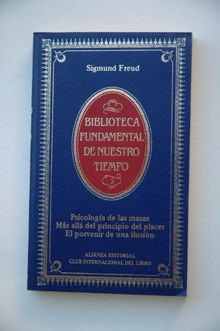 Sigmund Freud
BIBLIOTECA
FUNDAMENTAL
DE NUESTRO
TIEMPO
Psicología de las masas
Más allá del principio del placer
El porvenir de una ilusión
ALIANZA EDITORIAL
CLUB INTERNACIONAL DEL LIBRO